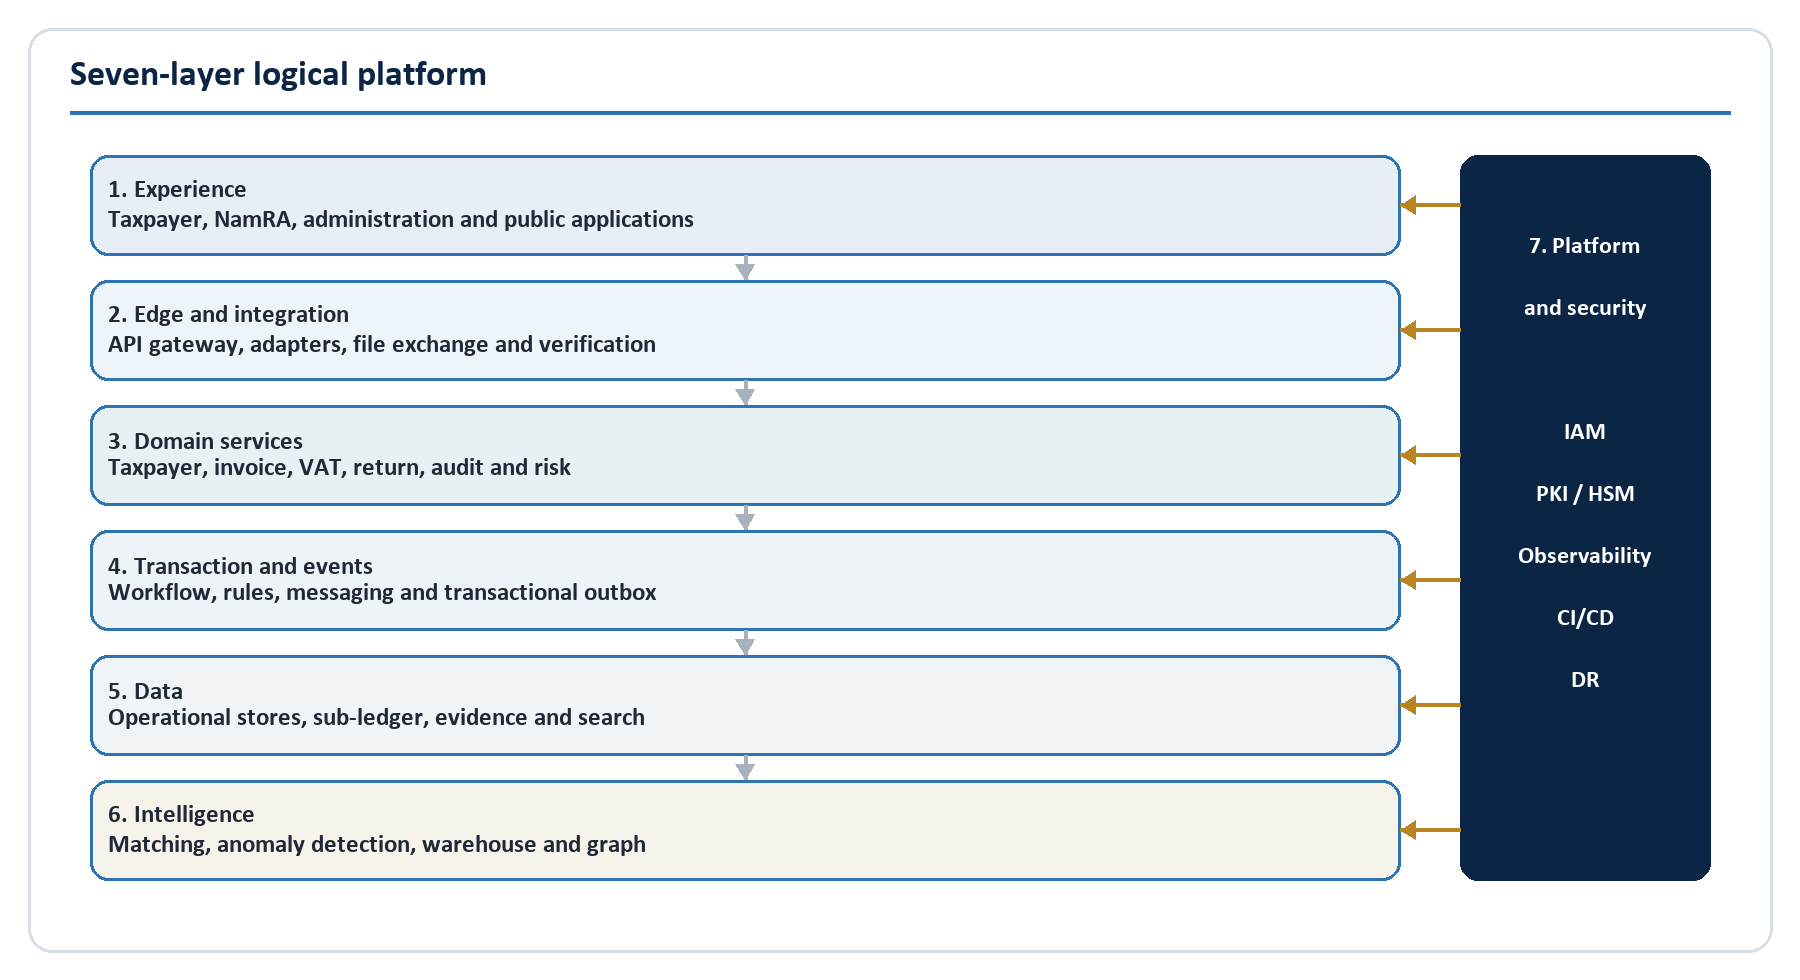 Seven-layer logical platform
1. Experience
Taxpayer, NamRA, administration and public applications
2. Edge and integration
API gateway, adapters, file exchange and verification
3. Domain services
Taxpayer, invoice, VAT, return, audit and risk
4. Transaction and events
Workflow, rules, messaging and transactional outbox
5. Data
Operational stores, sub-ledger, evidence and search
6. Intelligence
Matching, anomaly detection, warehouse and graph
7. Platform
and security
IAM
PKI / HSM
Observability
CI/CD
DR